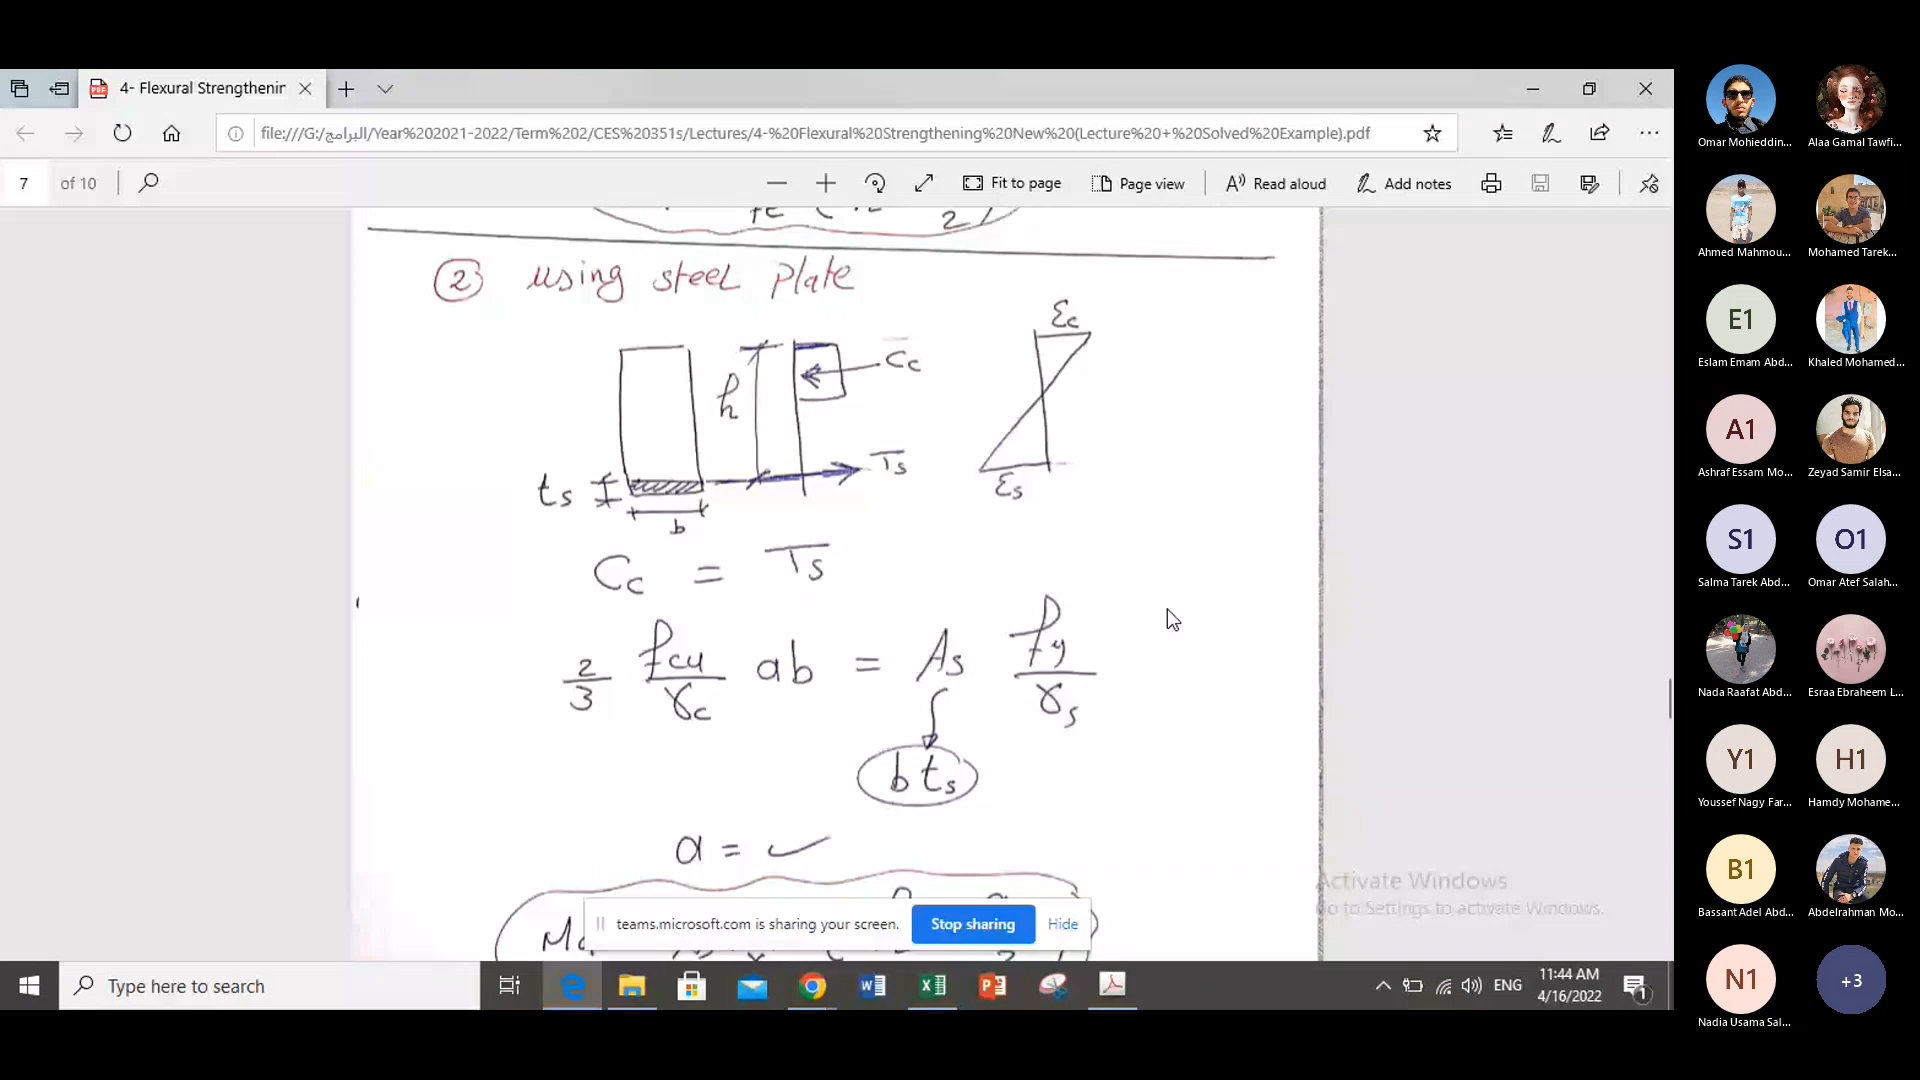 4- Flexural Strengthenir
file:///G:/البرامج/Year%202021-2022/Term%202/CES%20351s/Lectures/4-%20Flexural%20Strengthening%20New%20(Lecture%20+%20Solved%20Example).pdf
7 of 10
Fit to page
Page view
Read aloud
Add notes
2 using steel plate
εc
h
Cc
Ts
ts
b
εs
Cc = Ts
2/3 fcu/γc ab = As fy/γs
b ts
a = ✓
teams.microsoft.com is sharing your screen.
Stop sharing
Hide
Activate Windows
Go to Settings to activate Windows.
Type here to search
ENG
11:44 AM
4/16/2022
1
Omar Mohieddin...
Alaa Gamal Tawfi...
Ahmed Mahmou...
Mohamed Tarek...
E1
Eslam Emam Abd...
Khaled Mohamed...
A1
Ashraf Essam Mo...
Zeyad Samir Elsa...
S1
Salma Tarek Abd...
O1
Omar Atef Salah...
Nada Raafat Abd...
Esraa Ebraheem L...
Y1
Youssef Nagy Far...
H1
Hamdy Mohame...
B1
Bassant Adel Abd...
Abdelrahman Mo...
N1
Nadia Usama Sal...
+3